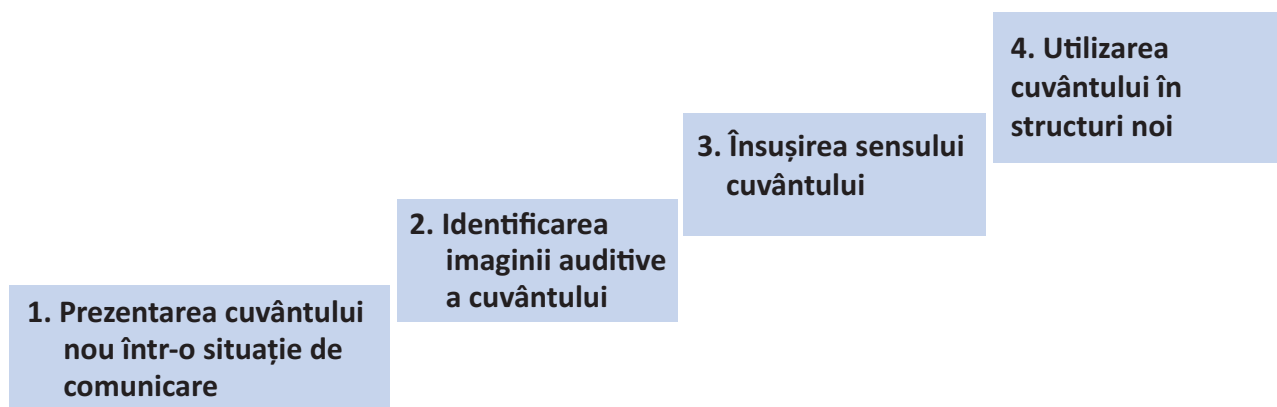 1. Prezentarea cuvântului
nou într-o situație de
comunicare
2. Identificarea
imaginii auditive
a cuvântului
3. Însușirea sensului
cuvântului
4. Utilizarea
cuvântului în
structuri noi